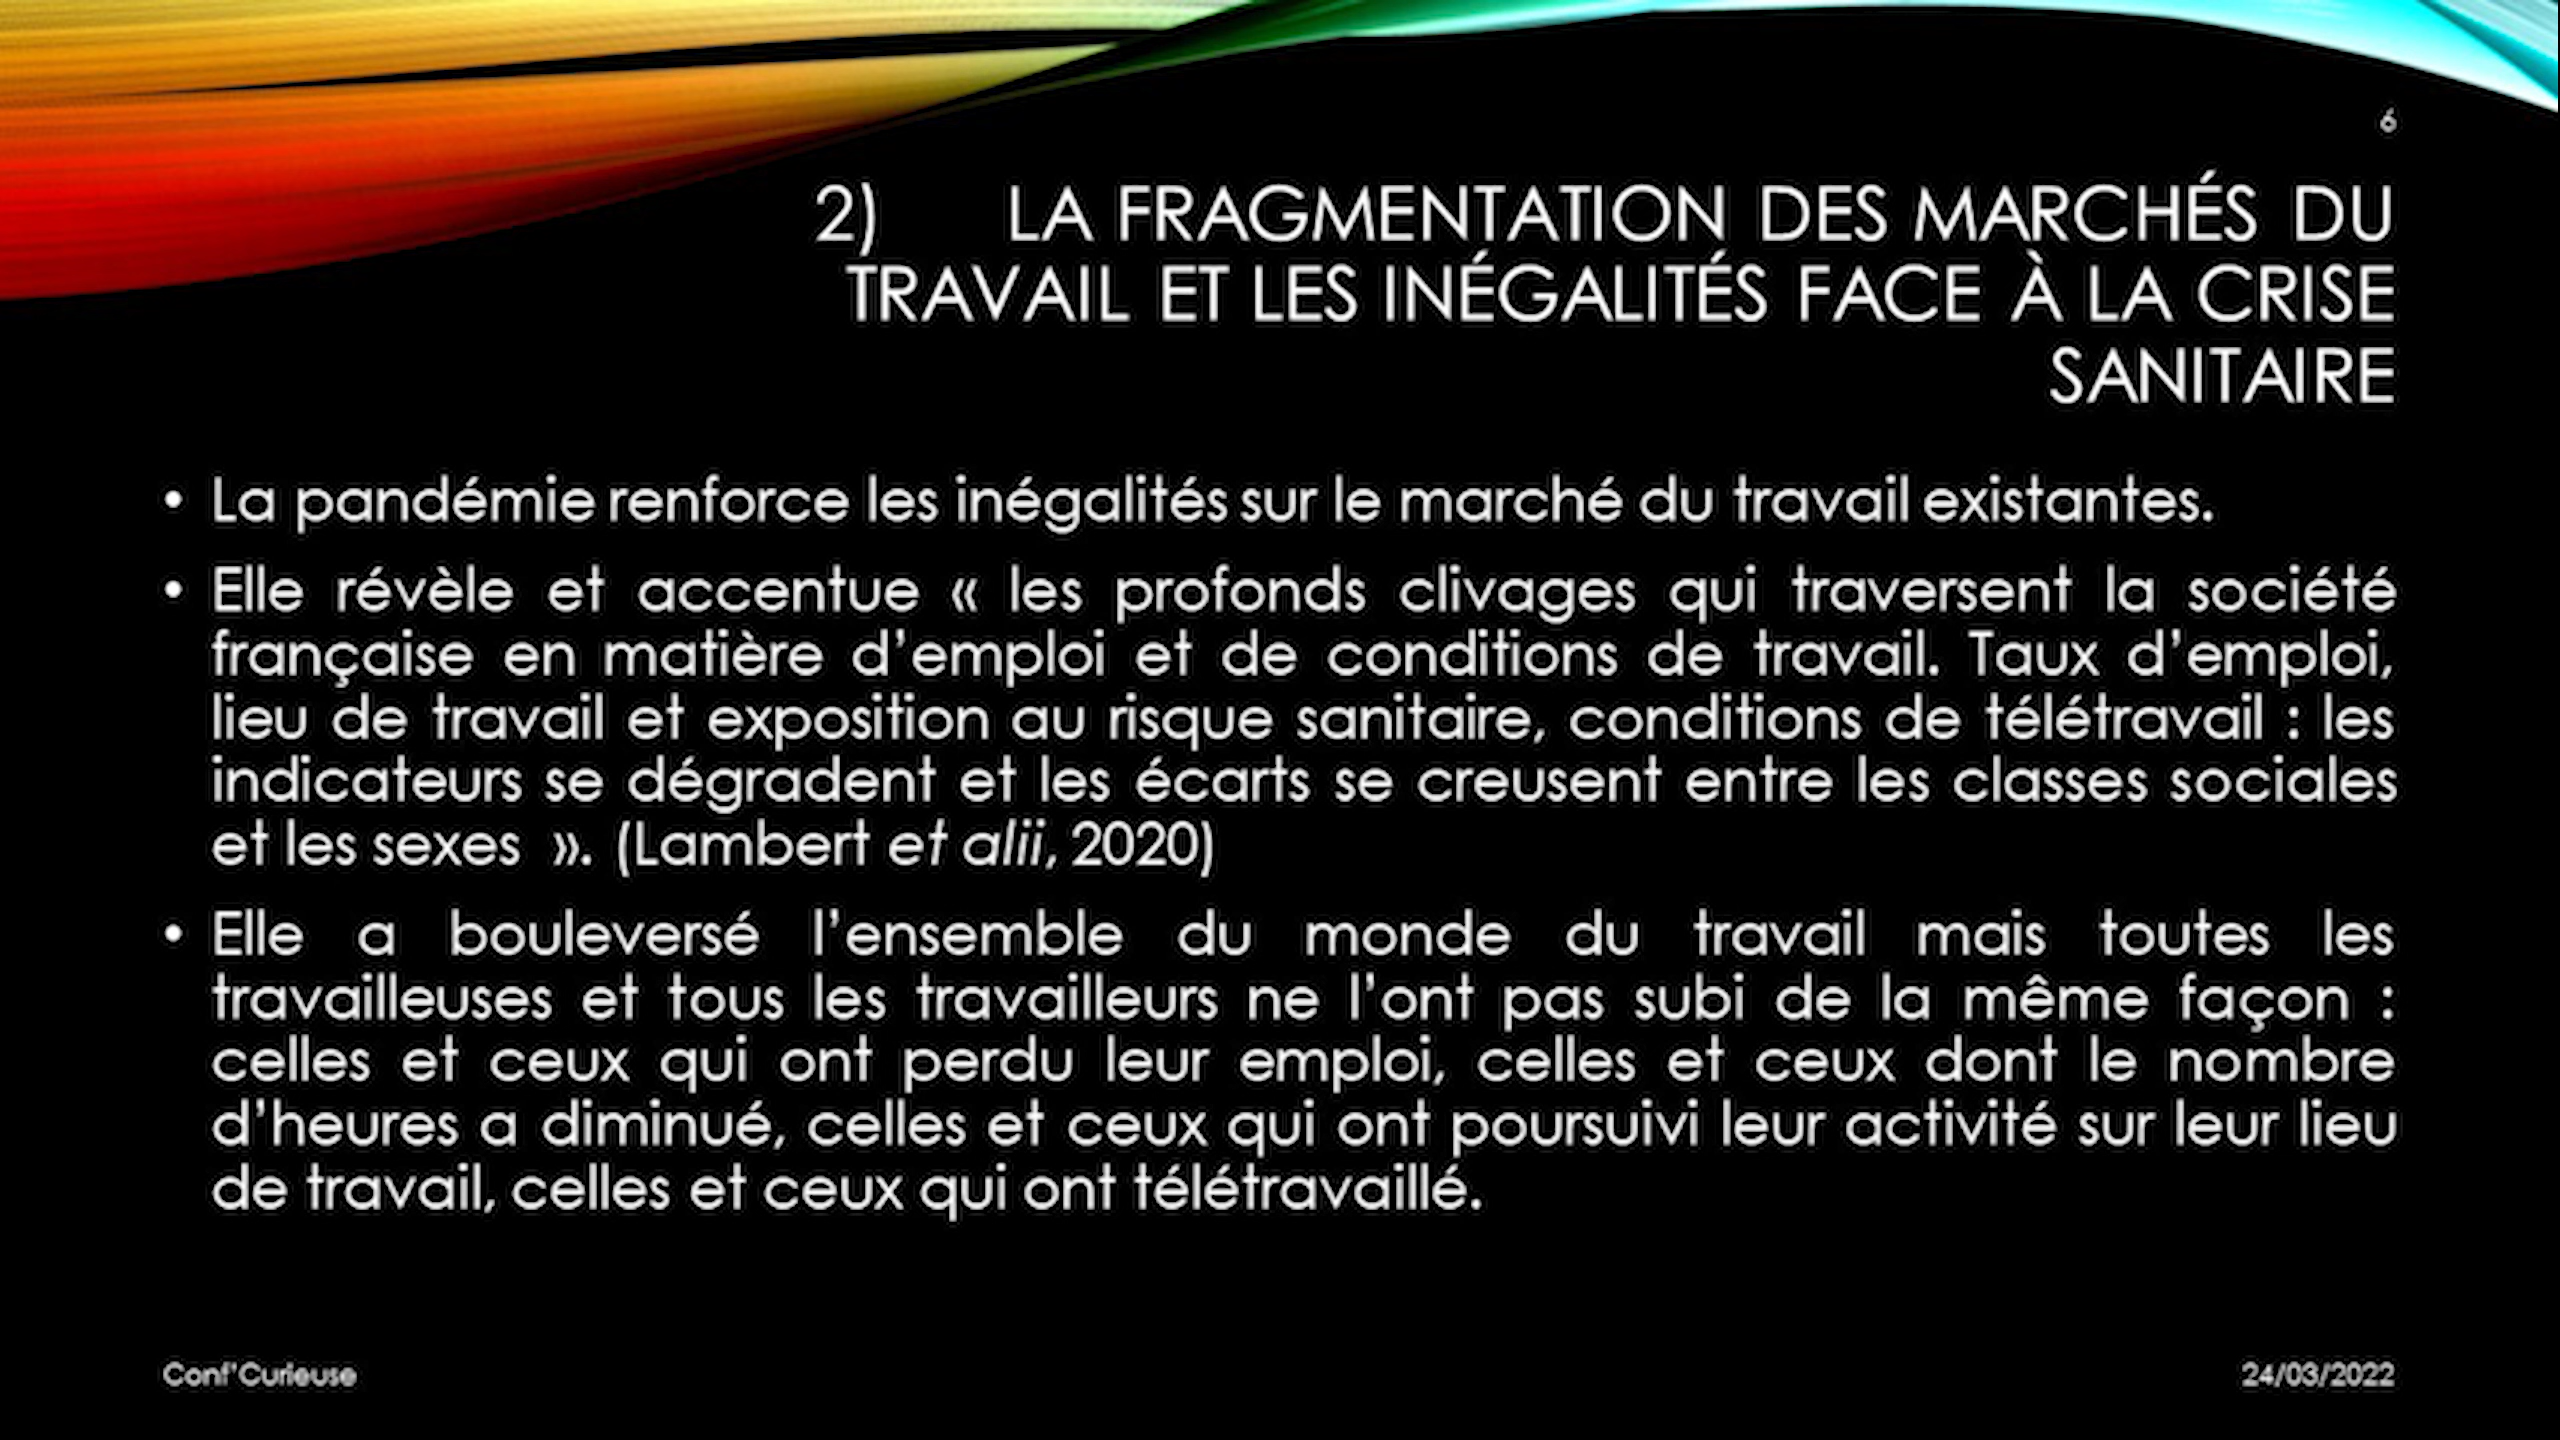 6
2) LA FRAGMENTATION DES MARCHÉS DU
TRAVAIL ET LES INÉGALITÉS FACE À LA CRISE
SANITAIRE
• La pandémie renforce les inégalités sur le marché du travail existantes.
• Elle révèle et accentue « les profonds clivages qui traversent la société
française en matière d’emploi et de conditions de travail. Taux d’emploi,
lieu de travail et exposition au risque sanitaire, conditions de télétravail : les
indicateurs se dégradent et les écarts se creusent entre les classes sociales
et les sexes ». (Lambert et alii, 2020)
• Elle a bouleversé l’ensemble du monde du travail mais toutes les
travailleuses et tous les travailleurs ne l’ont pas subi de la même façon :
celles et ceux qui ont perdu leur emploi, celles et ceux dont le nombre
d’heures a diminué, celles et ceux qui ont poursuivi leur activité sur leur lieu
de travail, celles et ceux qui ont télétravaillé.
Conf’Curieuse
24/03/2022